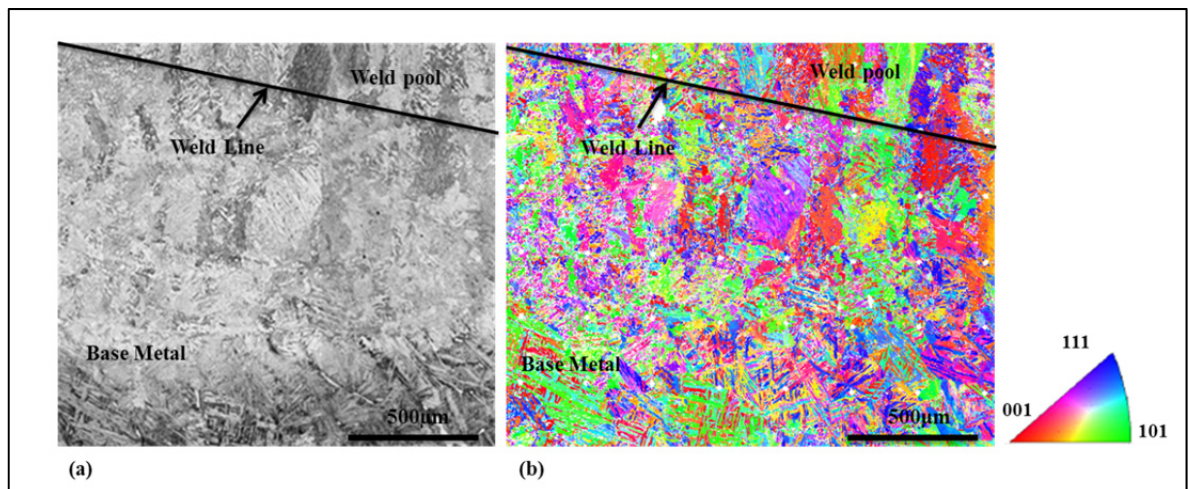 Weld pool
Weld Line
Base Metal
500μm
(a)
Weld pool
Weld Line
Base Metal
500μm
(b)
111
001
101